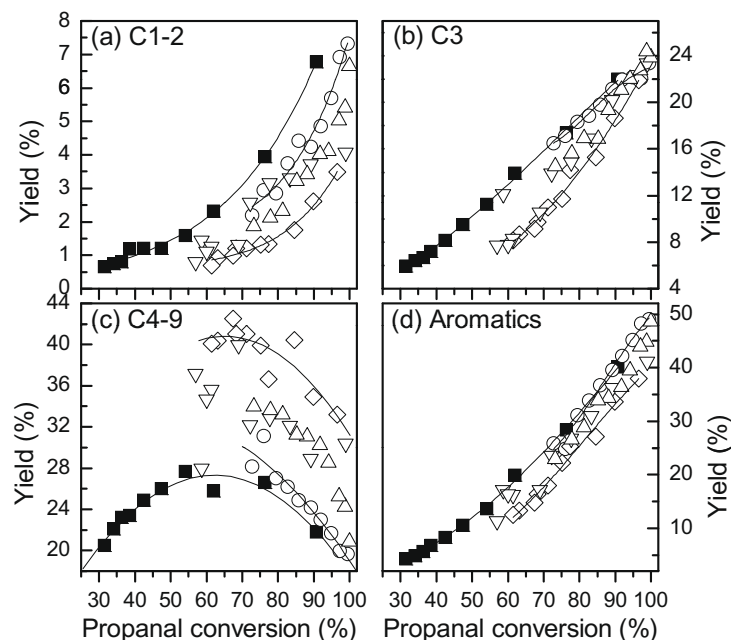 (a) C1-2
(b) C3
8
7
6
5
4
3
2
1
0
Yield (%)
24
20
16
12
8
4
Yield (%)
(c) C4-9
(d) Aromatics
44
40
36
32
28
24
20
Yield (%)
50
40
30
20
10
Yield (%)
30 40 50 60 70 80 90 100
30 40 50 60 70 80 90 100
Propanal conversion (%)
Propanal conversion (%)